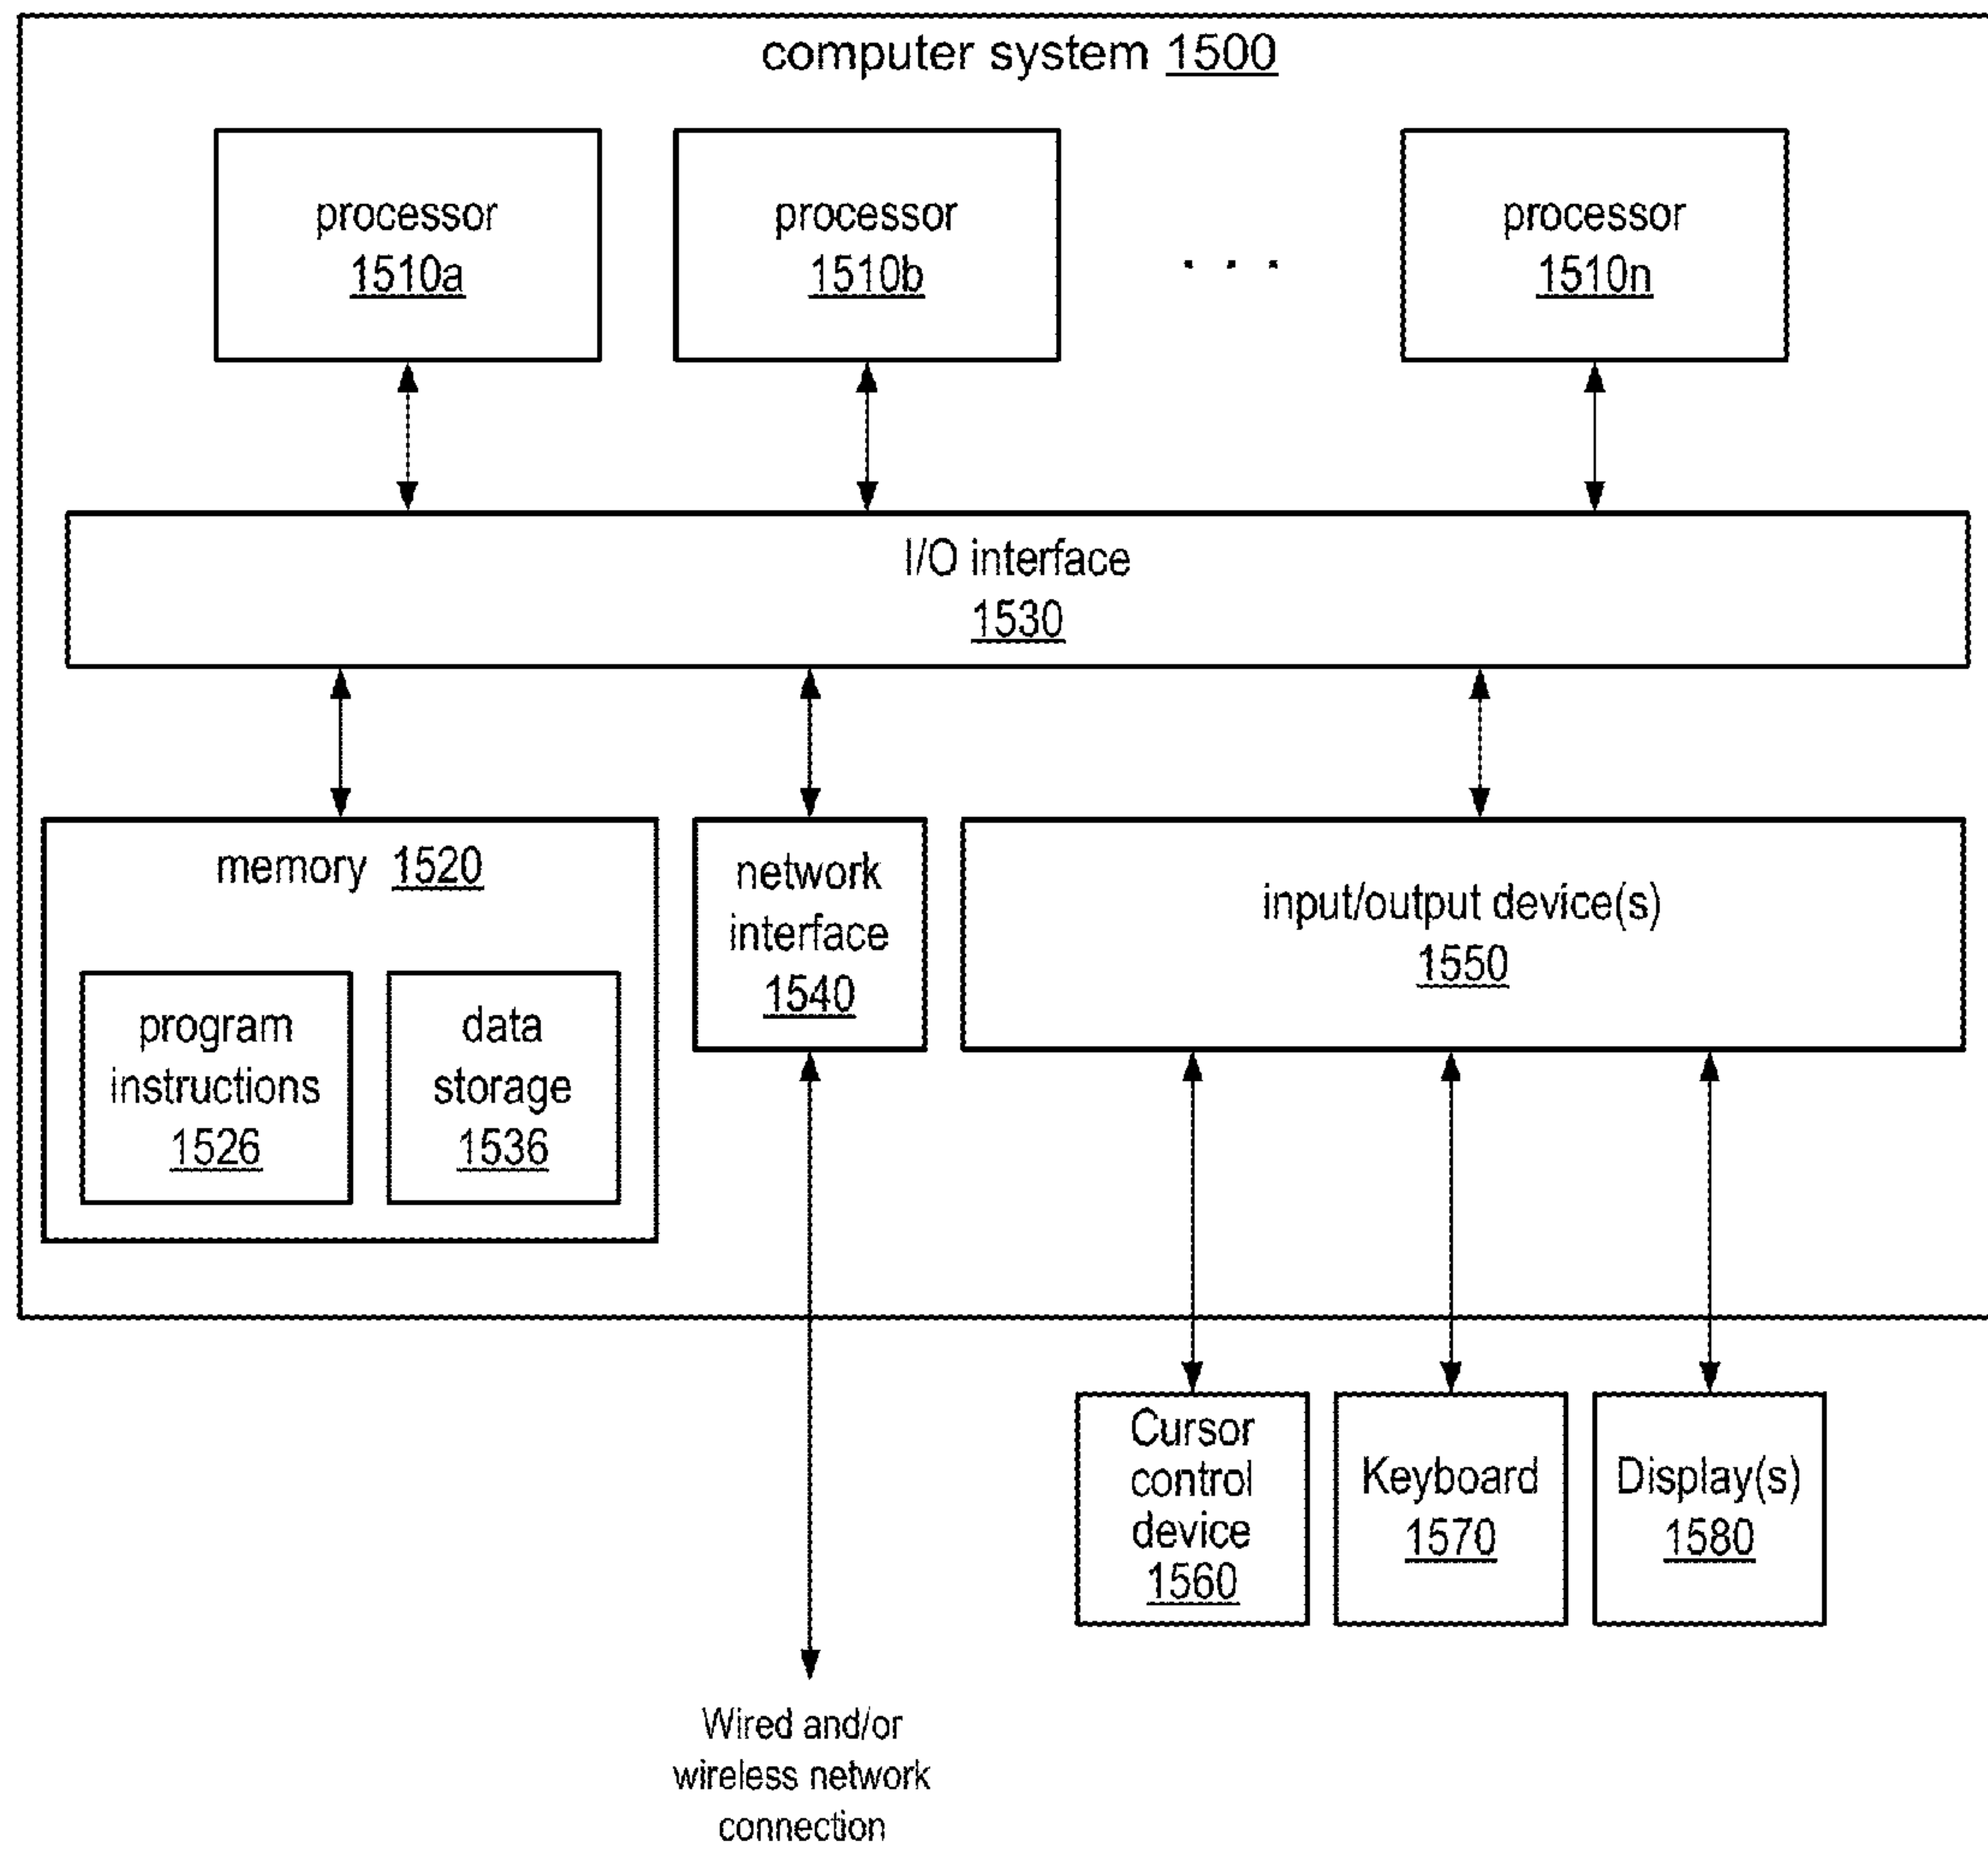 computer system 1500
processor
1510a
processor
1510b
. . .
processor
1510n
I/O interface
1530
memory 1520
program
instructions
1526
data
storage
1536
network
interface
1540
input/output device(s)
1550
Cursor
control
device
1560
Keyboard
1570
Display(s)
1580
Wired and/or
wireless network
connection